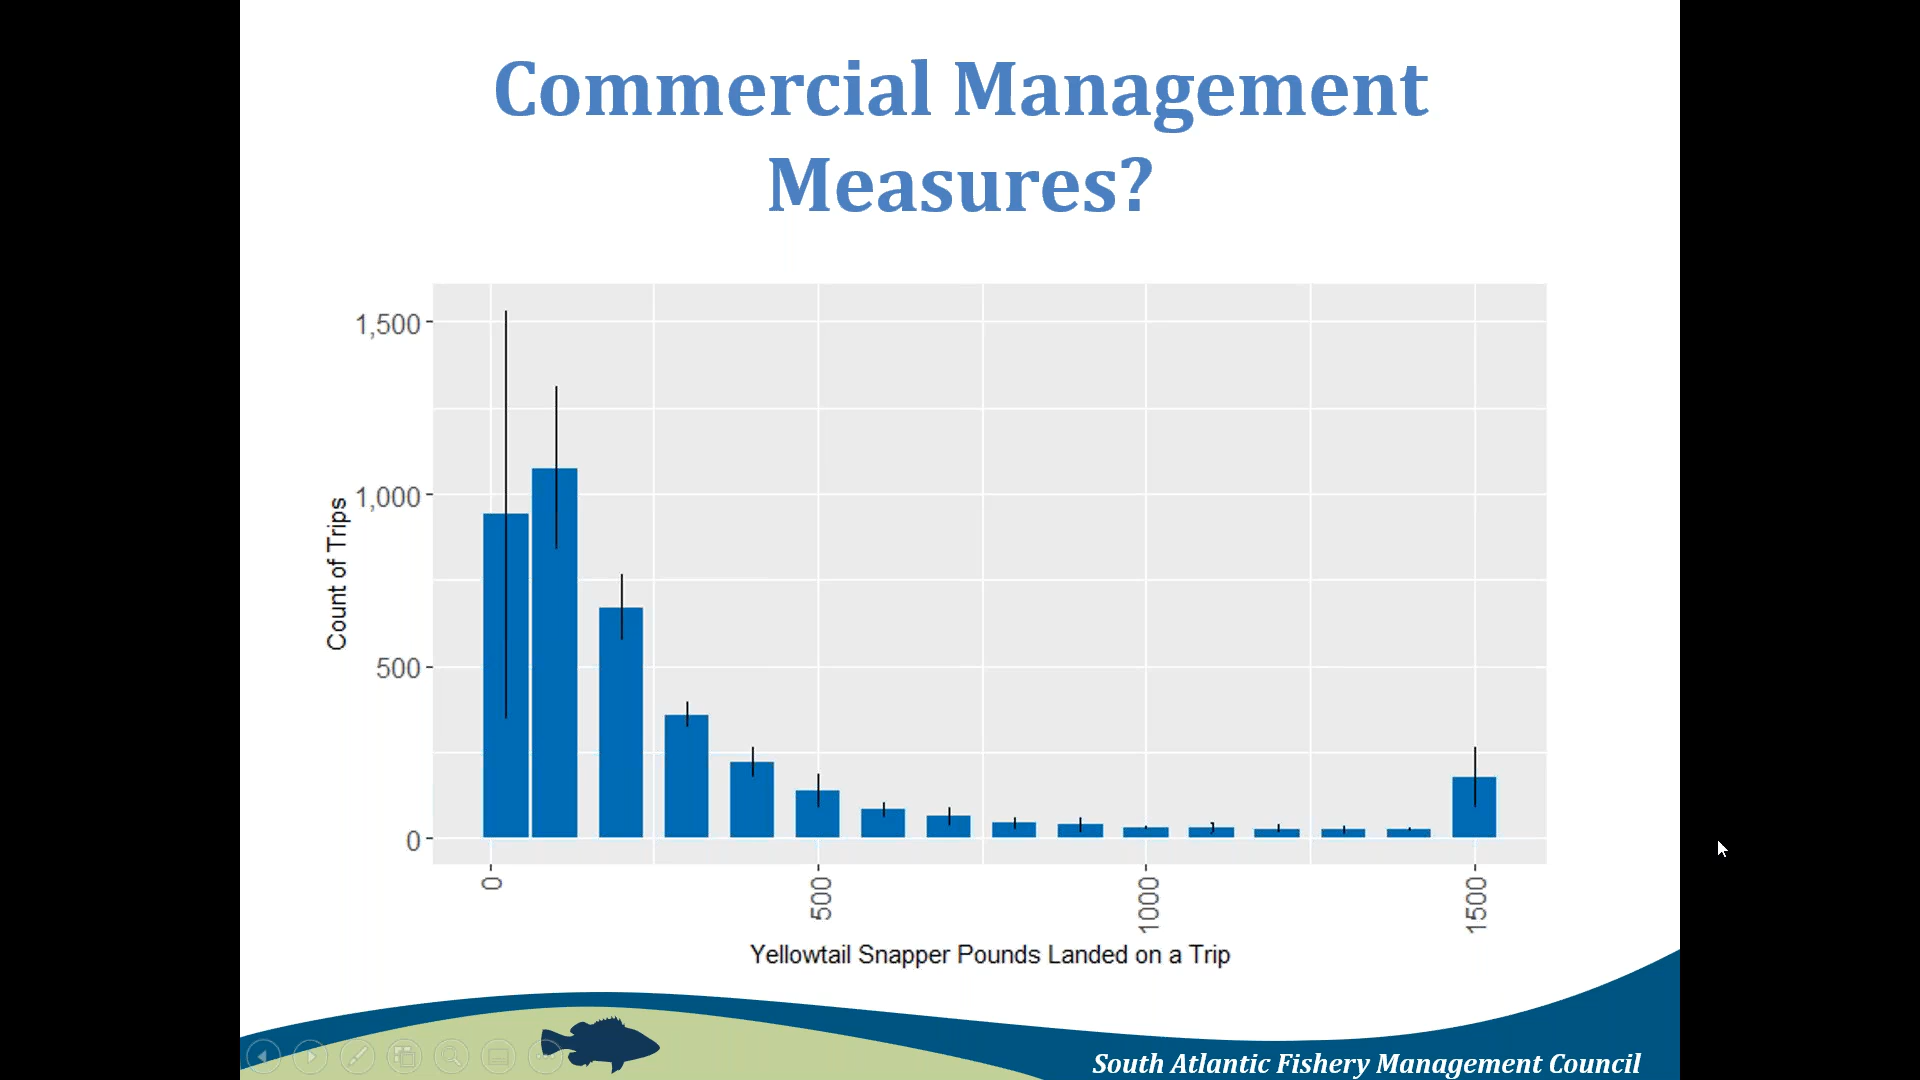 Commercial Management
Measures?
1,500
1,000
500
0
Count of Trips
0
500
1000
1500
Yellowtail Snapper Pounds Landed on a Trip
South Atlantic Fishery Management Council